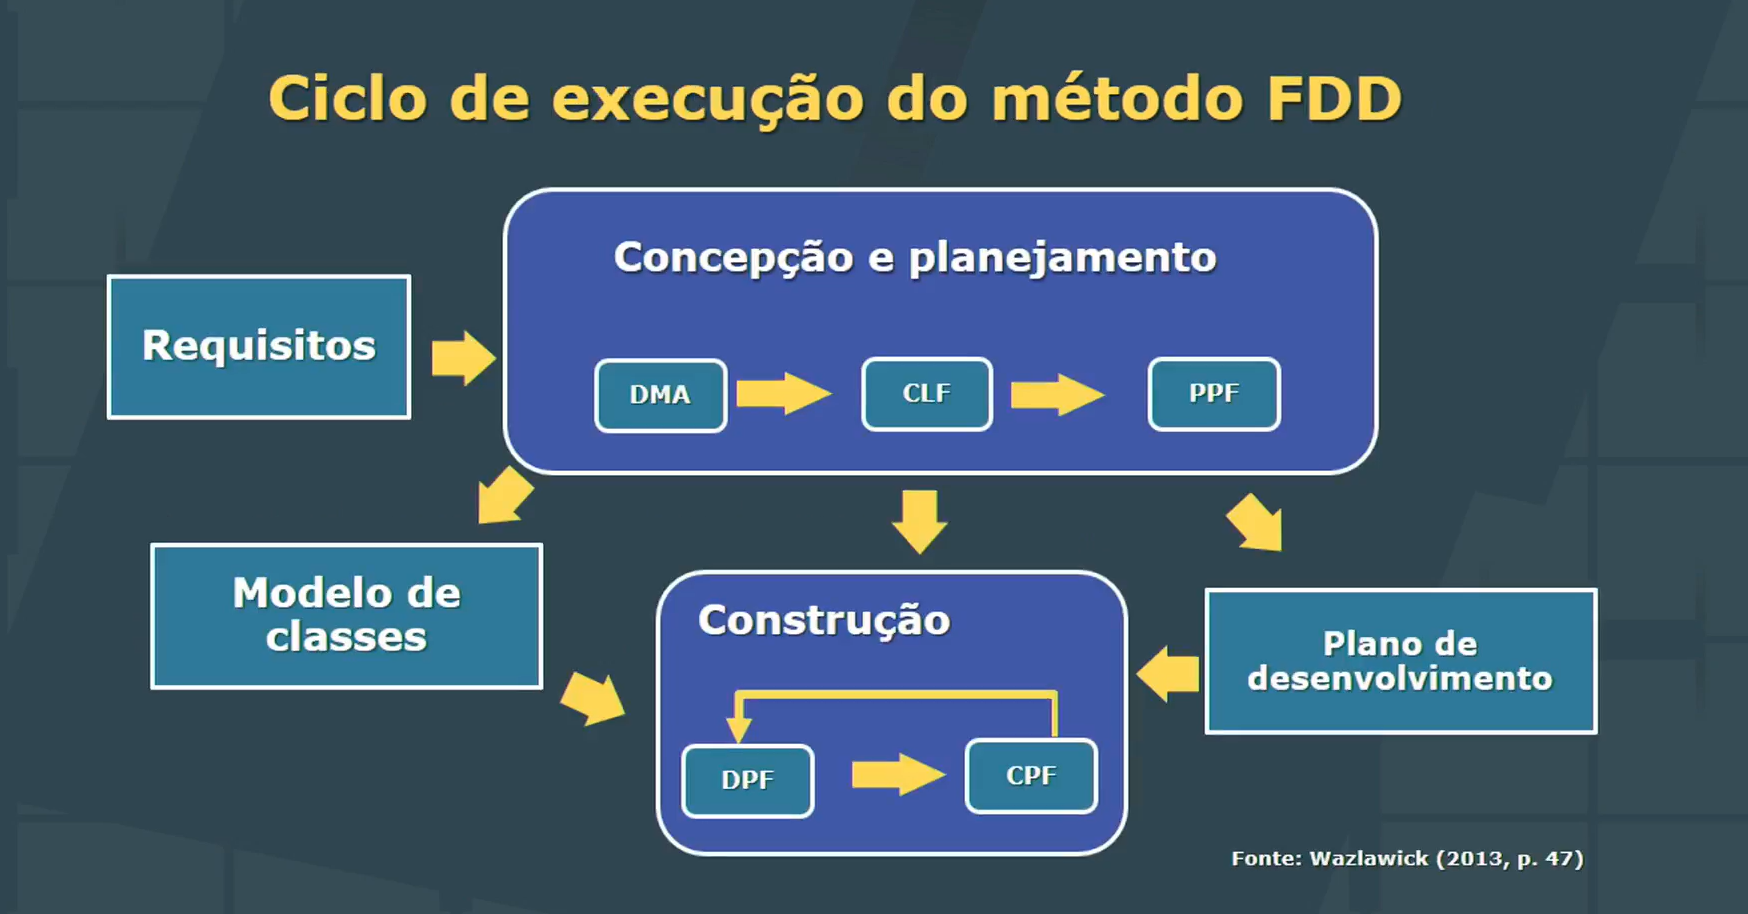 Ciclo de execução do método FDD
Concepção e planejamento
Requisitos
DMA
CLF
PPF
Modelo de
classes
Construção
Plano de
desenvolvimento
DPF
CPF
Fonte: Wazlawick (2013, p. 47)